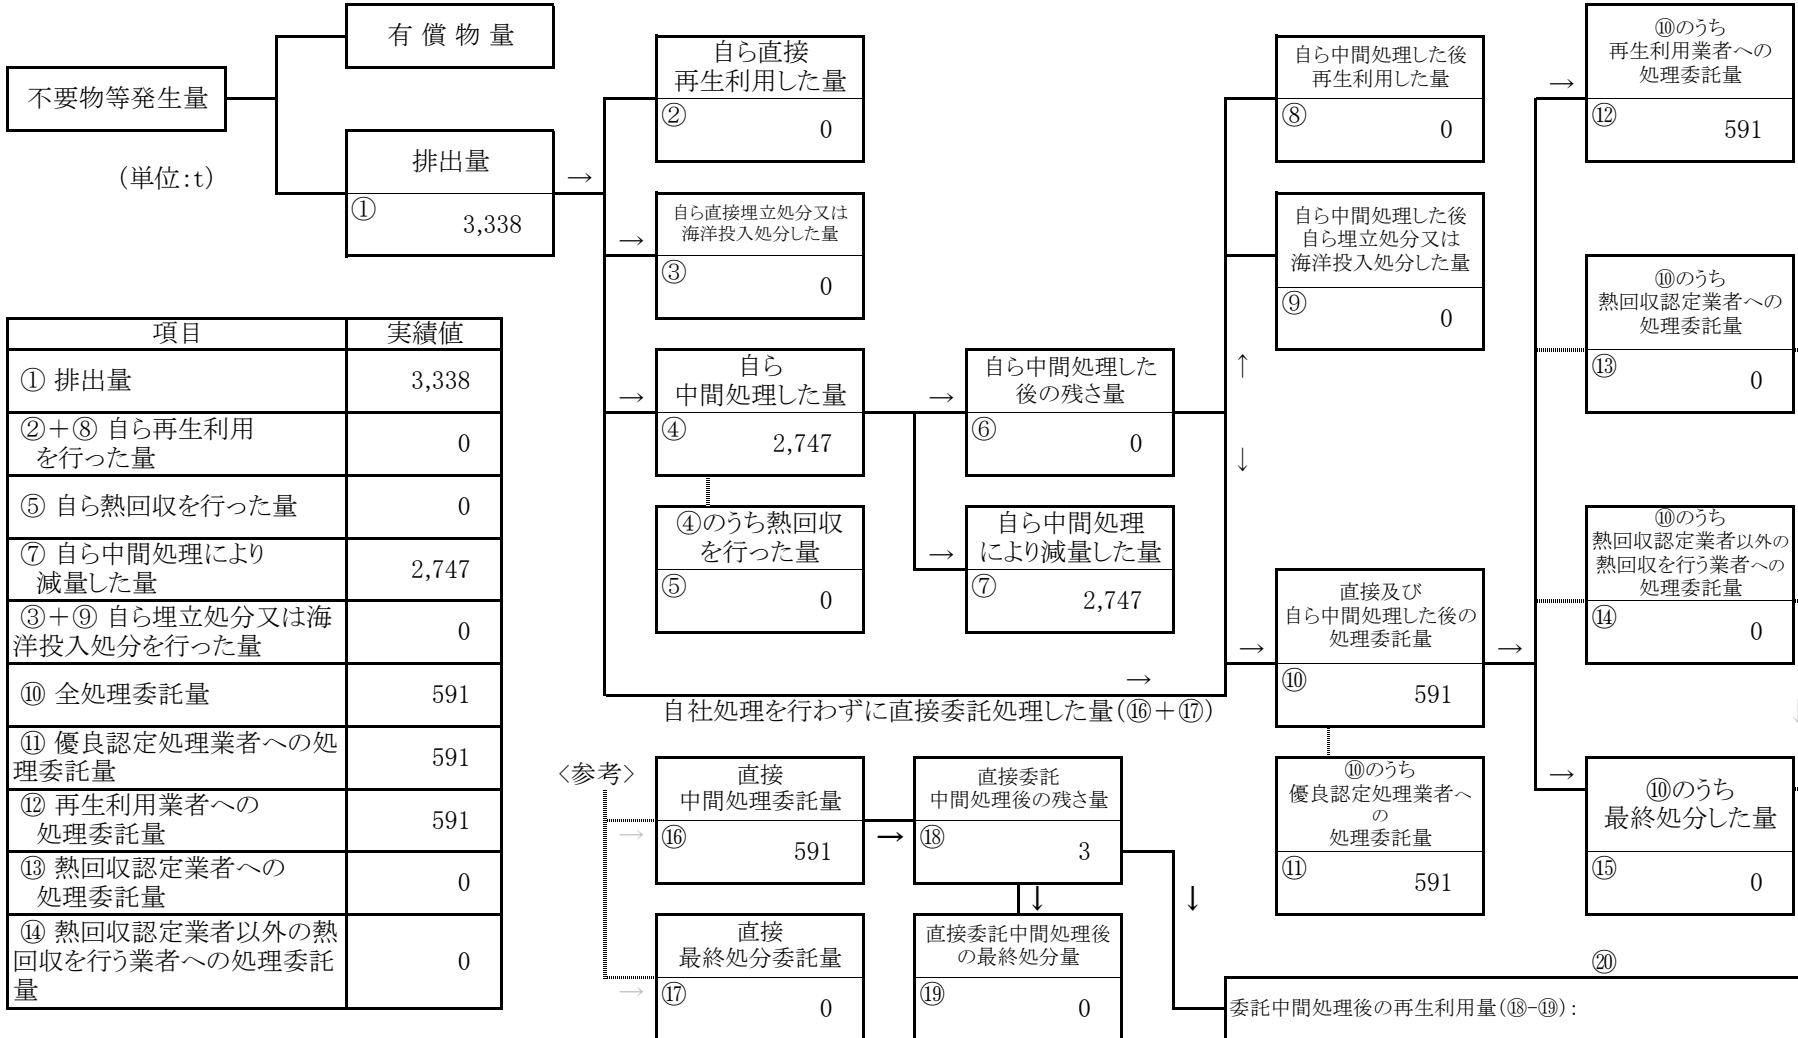 有 償 物 量
不要物等発生量
(単位:t)
排出量
①
3,338
→
自ら直接
再生利用した量
②
0
→
自ら直接埋立処分又は
海洋投入処分した量
③
0
→
自ら
中間処理した量
④
2,747
④のうち熱回収
を行った量
⑤
0
→
自ら中間処理した
後の残さ量
⑥
0
→
自ら中間処理
により減量した量
⑦
2,747
自ら中間処理した後
再生利用した量
⑧
0
自ら中間処理した後
自ら埋立処分又は
海洋投入処分した量
⑨
0
↑
↓
→
自社処理を行わずに直接委託処理した量(⑯+⑰)
→
直接及び
自ら中間処理した後の
処理委託量
⑩
591
→
⑩のうち
優良認定処理業者へ
の
処理委託量
⑪
591
→
⑩のうち
再生利用業者への
処理委託量
⑫
591
⑩のうち
熱回収認定業者への
処理委託量
⑬
0
⑩のうち
熱回収認定業者以外の
熱回収を行う業者への
処理委託量
⑭
0
→
⑩のうち
最終処分した量
⑮
0
項目 実績値
① 排出量 3,338
②+⑧ 自ら再生利用
を行った量 0
⑤ 自ら熱回収を行った量 0
⑦ 自ら中間処理により
減量した量 2,747
③+⑨ 自ら埋立処分又は海
洋投入処分を行った量 0
⑩ 全処理委託量 591
⑪ 優良認定処理業者への処
理委託量 591
⑫ 再生利用業者への
処理委託量 591
⑬ 熱回収認定業者への
処理委託量 0
⑭ 熱回収認定業者以外の熱
回収を行う業者への処理委託
量 0
<参考>
→
直接
中間処理委託量
⑯
591
→
直接委託
中間処理後の残さ量
⑱
3
↓
↓
→
直接
最終処分委託量
⑰
0
直接委託中間処理後
の最終処分量
⑲
0
⑳
委託中間処理後の再生利用量(⑱-⑲):